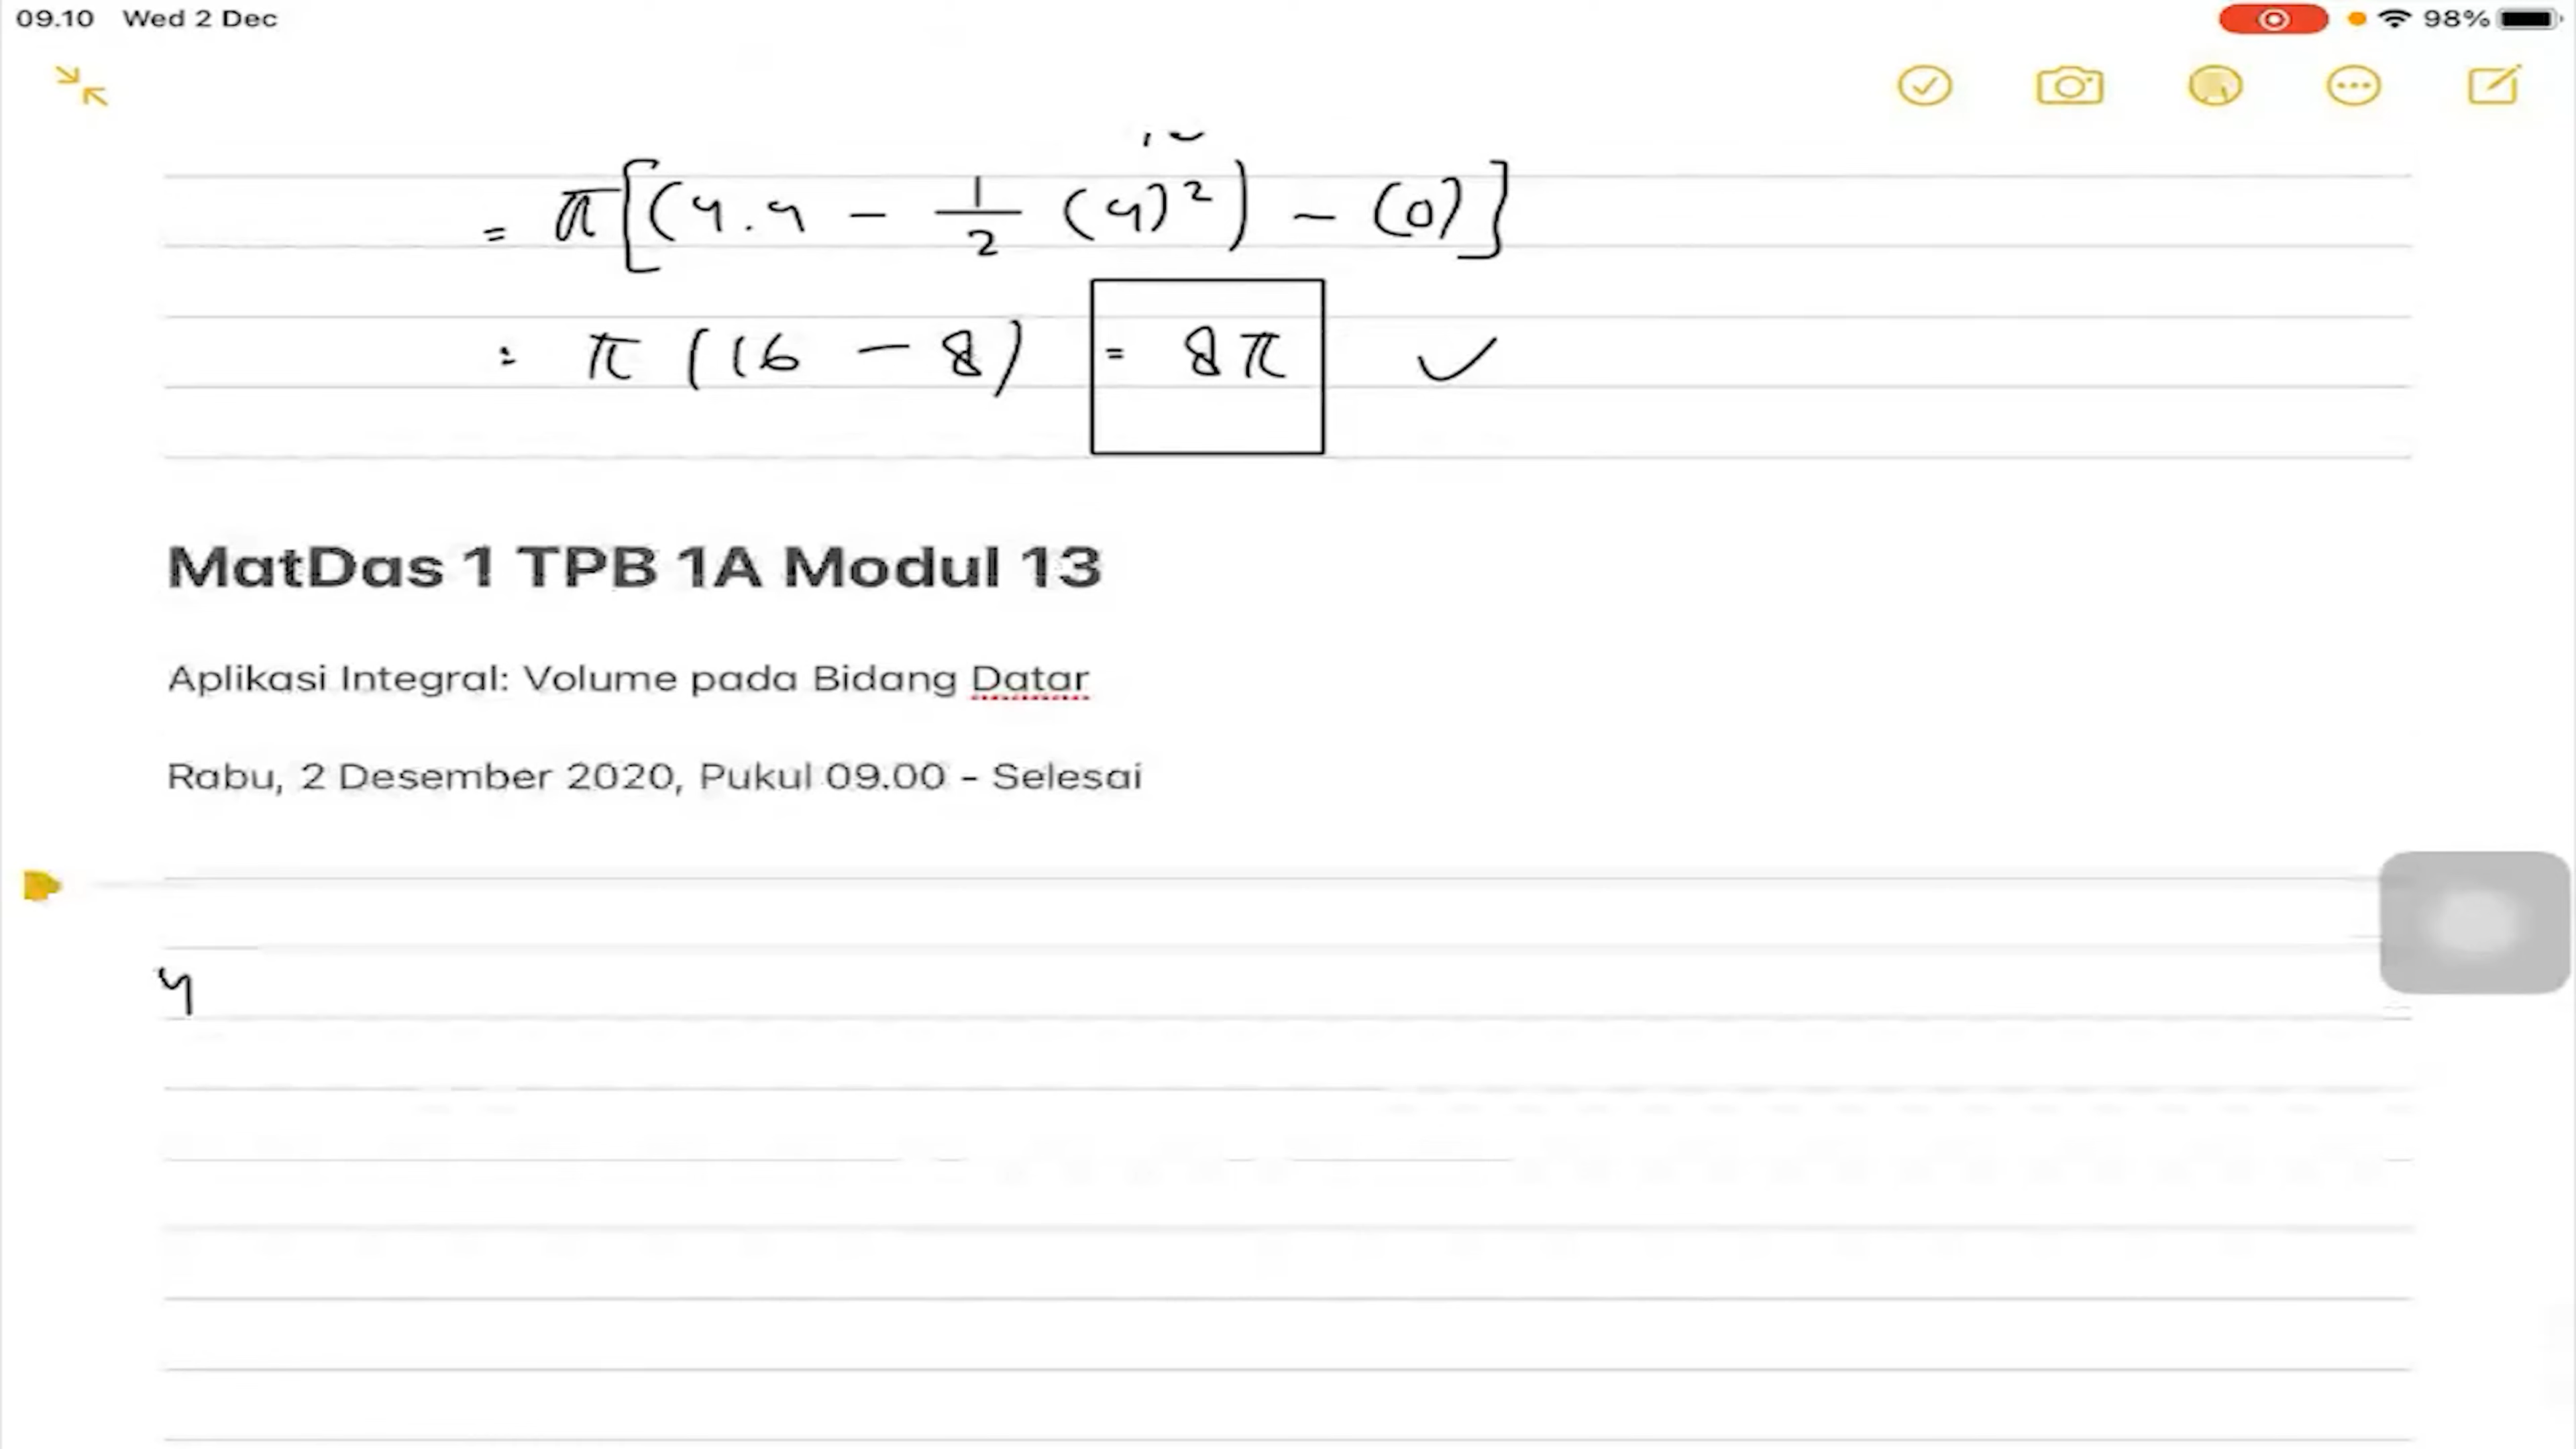 09.10 Wed 2 Dec 98%
= π[(4.4 − 1/2 (4)²) − (0)]
= π (16 − 8) = 8π ✓
MatDas 1 TPB 1A Modul 13
Aplikasi Integral: Volume pada Bidang Datar
Rabu, 2 Desember 2020, Pukul 09.00 - Selesai
4